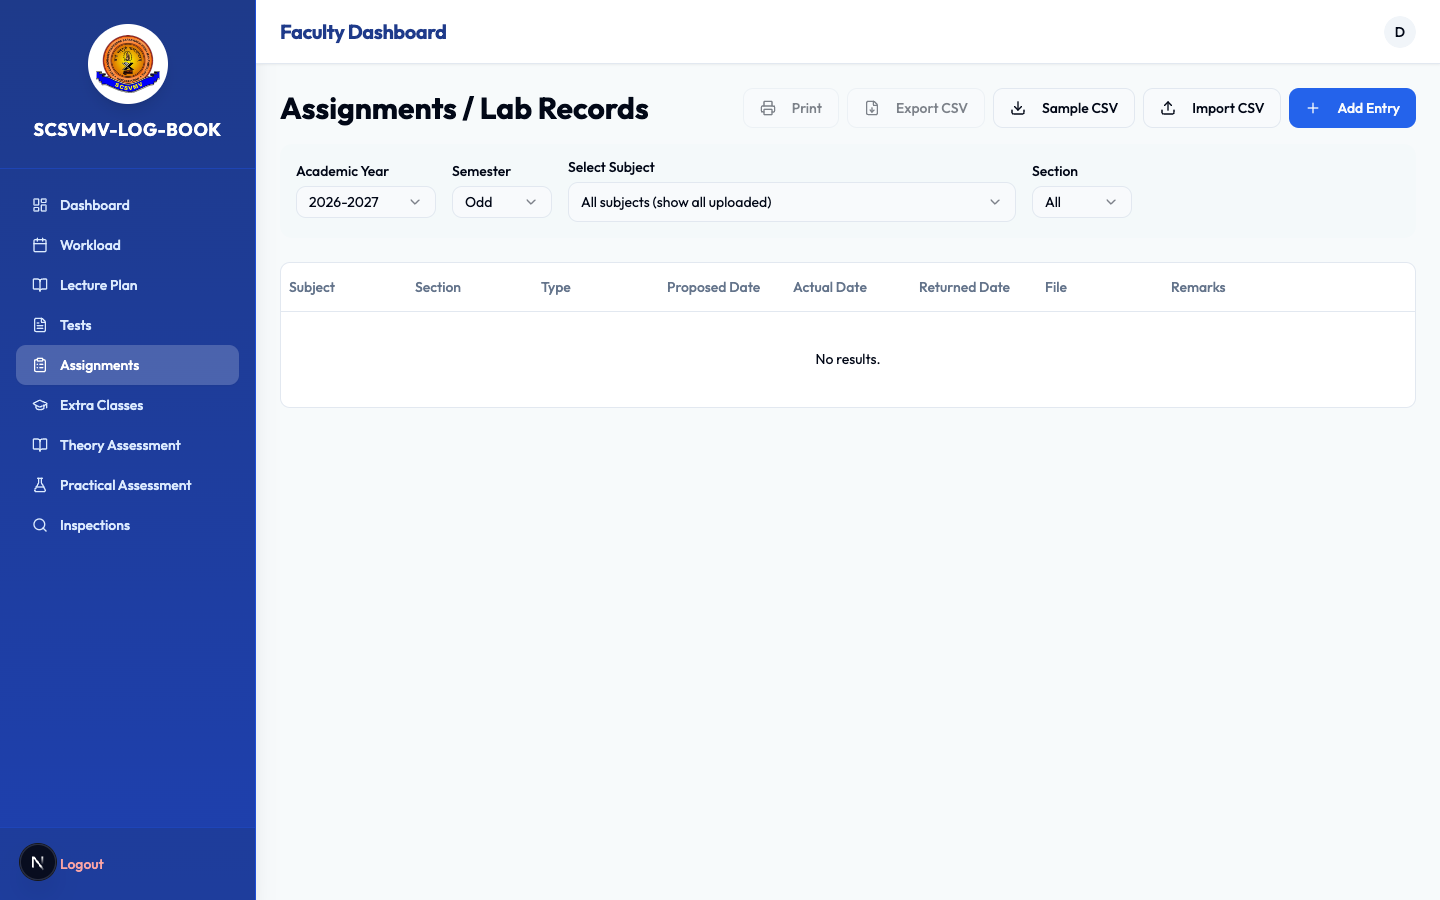 SCSVMV
SCSVMV-LOG-BOOK
Dashboard
Workload
Lecture Plan
Tests
Assignments
Extra Classes
Theory Assessment
Practical Assessment
Inspections
N
Logout
Faculty Dashboard
D
Assignments / Lab Records
Print
Export CSV
Sample CSV
Import CSV
Add Entry
Academic Year
2026-2027
Semester
Odd
Select Subject
All subjects (show all uploaded)
Section
All
Subject Section Type Proposed Date Actual Date Returned Date File Remarks
No results.